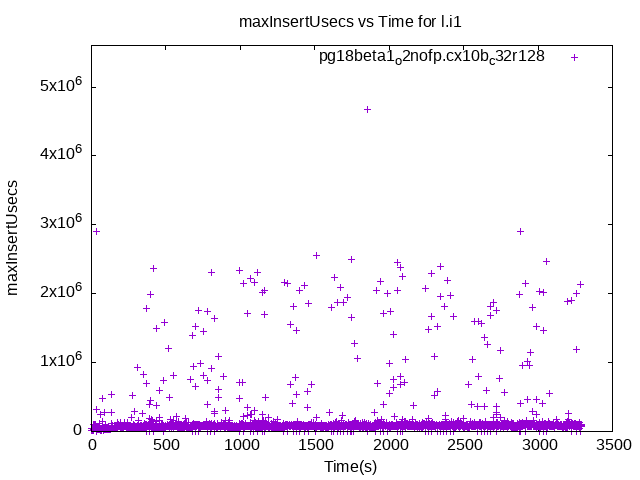 maxInsertUsecs vs Time for l.i1
pg18beta1_o2nofp.cx10b_c32r128
5x10^6
4x10^6
3x10^6
2x10^6
1x10^6
0
maxInsertUsecs
0 500 1000 1500 2000 2500 3000 3500
Time(s)